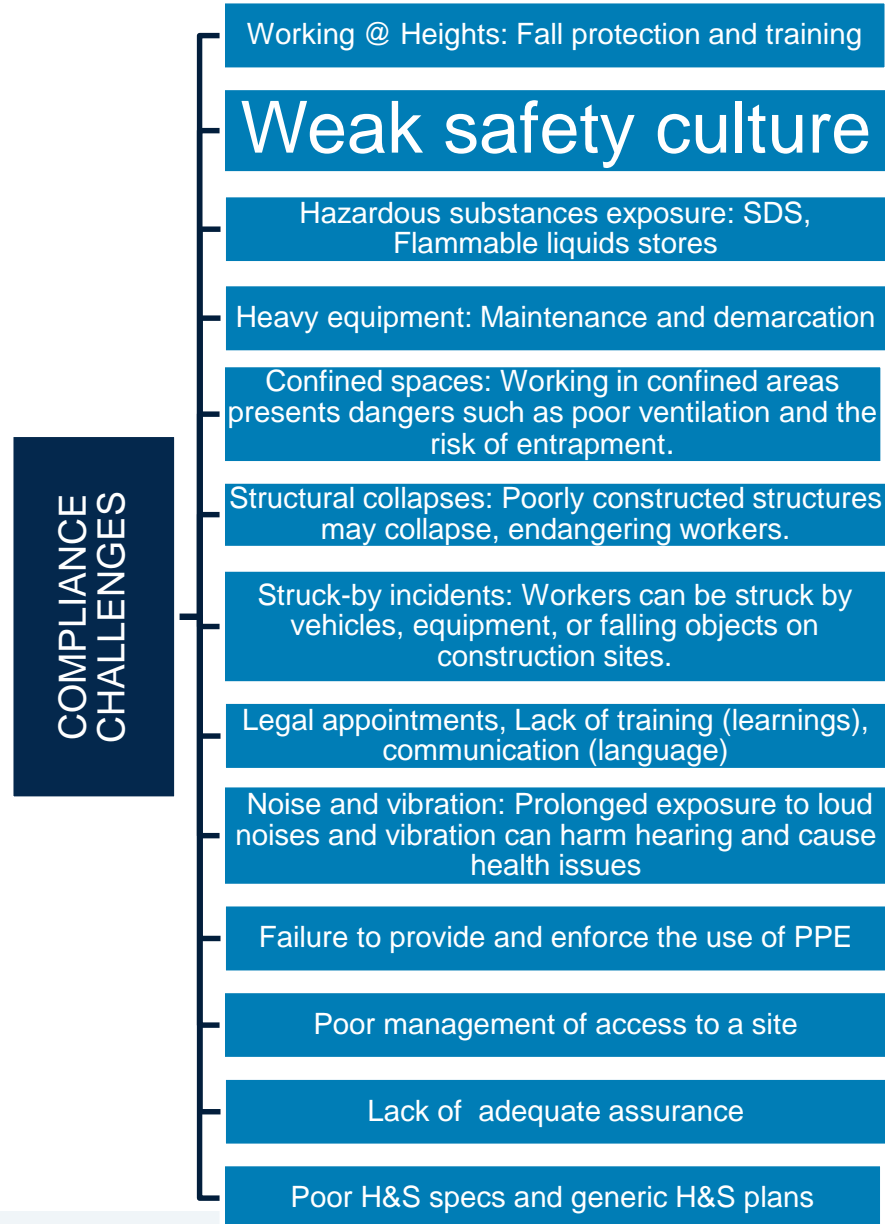 COMPLIANCE
CHALLENGES
Working @ Heights: Fall protection and training
Weak safety culture
Hazardous substances exposure: SDS,
Flammable liquids stores
Heavy equipment: Maintenance and demarcation
Confined spaces: Working in confined areas
presents dangers such as poor ventilation and the
risk of entrapment.
Structural collapses: Poorly constructed structures
may collapse, endangering workers.
Struck-by incidents: Workers can be struck by
vehicles, equipment, or falling objects on
construction sites.
Legal appointments, Lack of training (learnings),
communication (language)
Noise and vibration: Prolonged exposure to loud
noises and vibration can harm hearing and cause
health issues
Failure to provide and enforce the use of PPE
Poor management of access to a site
Lack of  adequate assurance
Poor H&S specs and generic H&S plans